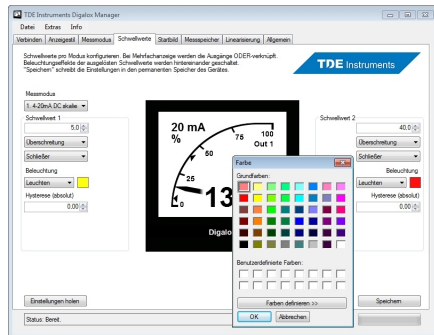 TDE Instruments Digalox Manager
Datei Extras Info
Verbinden Anzeigestil Messmodus Schwellwerte Startbild Messspeicher Linearisierung Allgemein
Schwellwerte pro Modus konfigurieren. Bei Mehrfachanzeige werden die Ausgänge ODER-verknüpft.
Beleuchtungseffekte der ausgelösten Schwellwerte werden hintereinander geschaltet.
"Speichern" schreibt die Einstellungen in den permanenten Speicher des Gerätes.
TDE Instruments
Messmodus
1. 4-20mA DC skalie
Schwellwert 1
5,0
Überschreitung
Schließer
Beleuchtung
Leuchten
Hysterese (absolut)
0,00
20 mA
%
0
25
50
75
100
Out 1
13
Digalo
Schwellwert 2
40,0
Überschreitung
Schließer
Beleuchtung
Leuchten
Hysterese (absolut)
0,00
Farbe
Grundfarben:
Benutzerdefinierte Farben:
Farben definieren >>
OK Abbrechen
Einstellungen holen
Speichern
Status: Bereit.